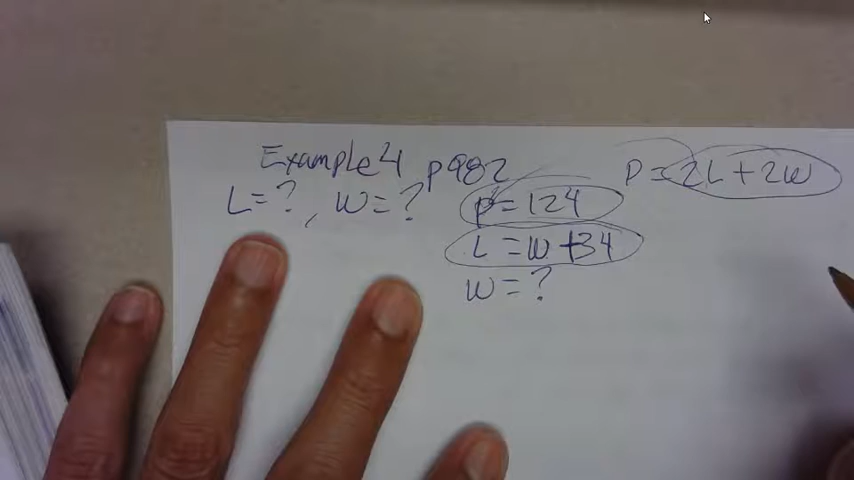 Example 4 p982
P = 2L + 2W
L = ? , W = ?
P = 124
L = W + 34
W = ?